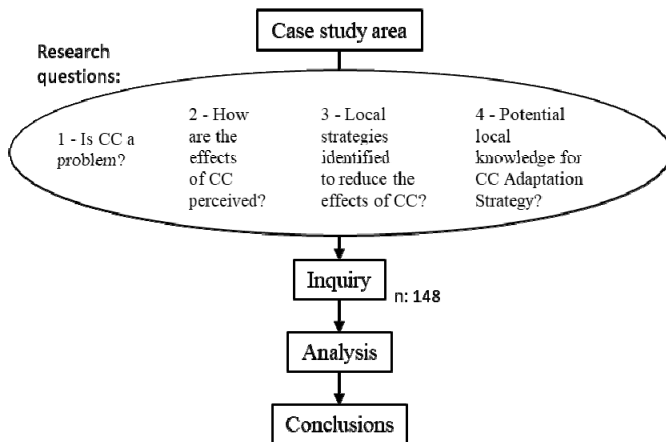 Case study area
Research
questions:
1 - Is CC a
problem?
2 - How
are the
effects
of CC
perceived?
3 - Local
strategies
identified
to reduce the
effects of CC?
4 - Potential
local
knowledge for
CC Adaptation
Strategy?
Inquiry
n: 148
Analysis
Conclusions